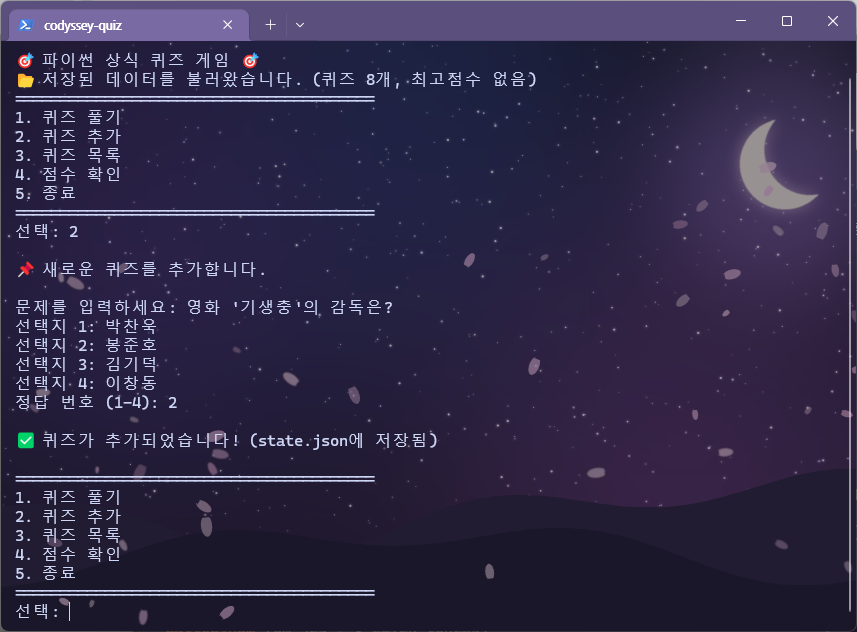 codyssey-quiz
🎯 파이썬 상식 퀴즈 게임 🎯
📂 저장된 데이터를 불러왔습니다. (퀴즈 8개, 최고점수 없음)
========================================
1. 퀴즈 풀기
2. 퀴즈 추가
3. 퀴즈 목록
4. 점수 확인
5. 종료
========================================
선택: 2
📌 새로운 퀴즈를 추가합니다.
문제를 입력하세요: 영화 '기생충'의 감독은?
선택지 1: 박찬욱
선택지 2: 봉준호
선택지 3: 김기덕
선택지 4: 이창동
정답 번호 (1-4): 2
✅ 퀴즈가 추가되었습니다! (state.json에 저장됨)
========================================
1. 퀴즈 풀기
2. 퀴즈 추가
3. 퀴즈 목록
4. 점수 확인
5. 종료
========================================
선택: